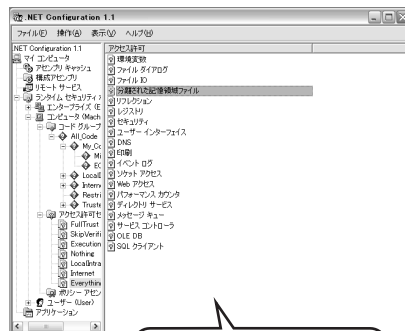 .NET Configuration 1.1
ファイル(F) 操作(A) 表示(V) ヘルプ(H)
.NET Configuration 1.1
マイ コンピュータ
アセンブリ キャッシュ
構成アセンブリ
リモート サービス
ランタイム セキュリティ
エンタープライズ (E
コンピュータ (Mach
コード グループ
All_Code
My_Co
Mi
EC
LocalI
Intern
Restri
Truste
アクセス許可セ
FullTrust
SkipVerifi
Execution
Nothing
LocalIntra
Internet
Everythin
ポリシー アセン
ユーザー (User)
アプリケーション
アクセス許可
環境変数
ファイル ダイアログ
ファイル IO
分離された記憶領域ファイル
リフレクション
レジストリ
セキュリティ
ユーザー インターフェイス
DNS
印刷
イベント ログ
ソケット アクセス
Web アクセス
パフォーマンス カウンタ
ディレクトリ サービス
メッセージ キュー
サービス コントローラ
OLE DB
SQL クライアント